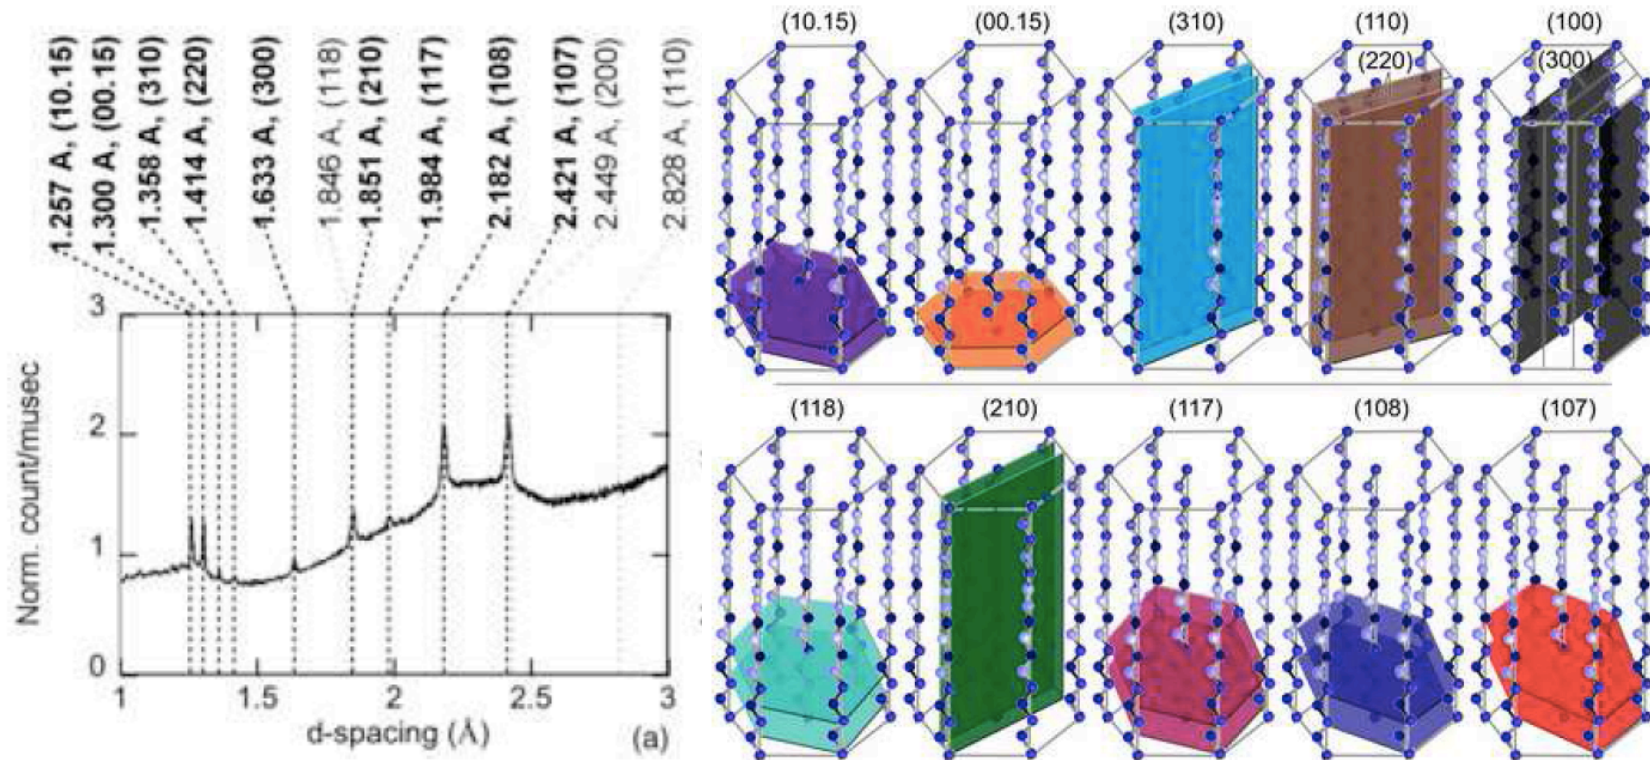 1.257 A, (10.15)
1.300 A, (00.15)
1.358 A, (310)
1.414 A, (220)
1.633 A, (300)
1.846 A, (118)
1.851 A, (210)
1.984 A, (117)
2.182 A, (108)
2.421 A, (107)
2.449 A, (200)
2.828 A, (110)
Norm. count/musec
3
2
1
0
1
1.5
2
2.5
3
d-spacing (Å)
(a)
(10.15)
(00.15)
(310)
(110)
(220)
(100)
(300)
(118)
(210)
(117)
(108)
(107)